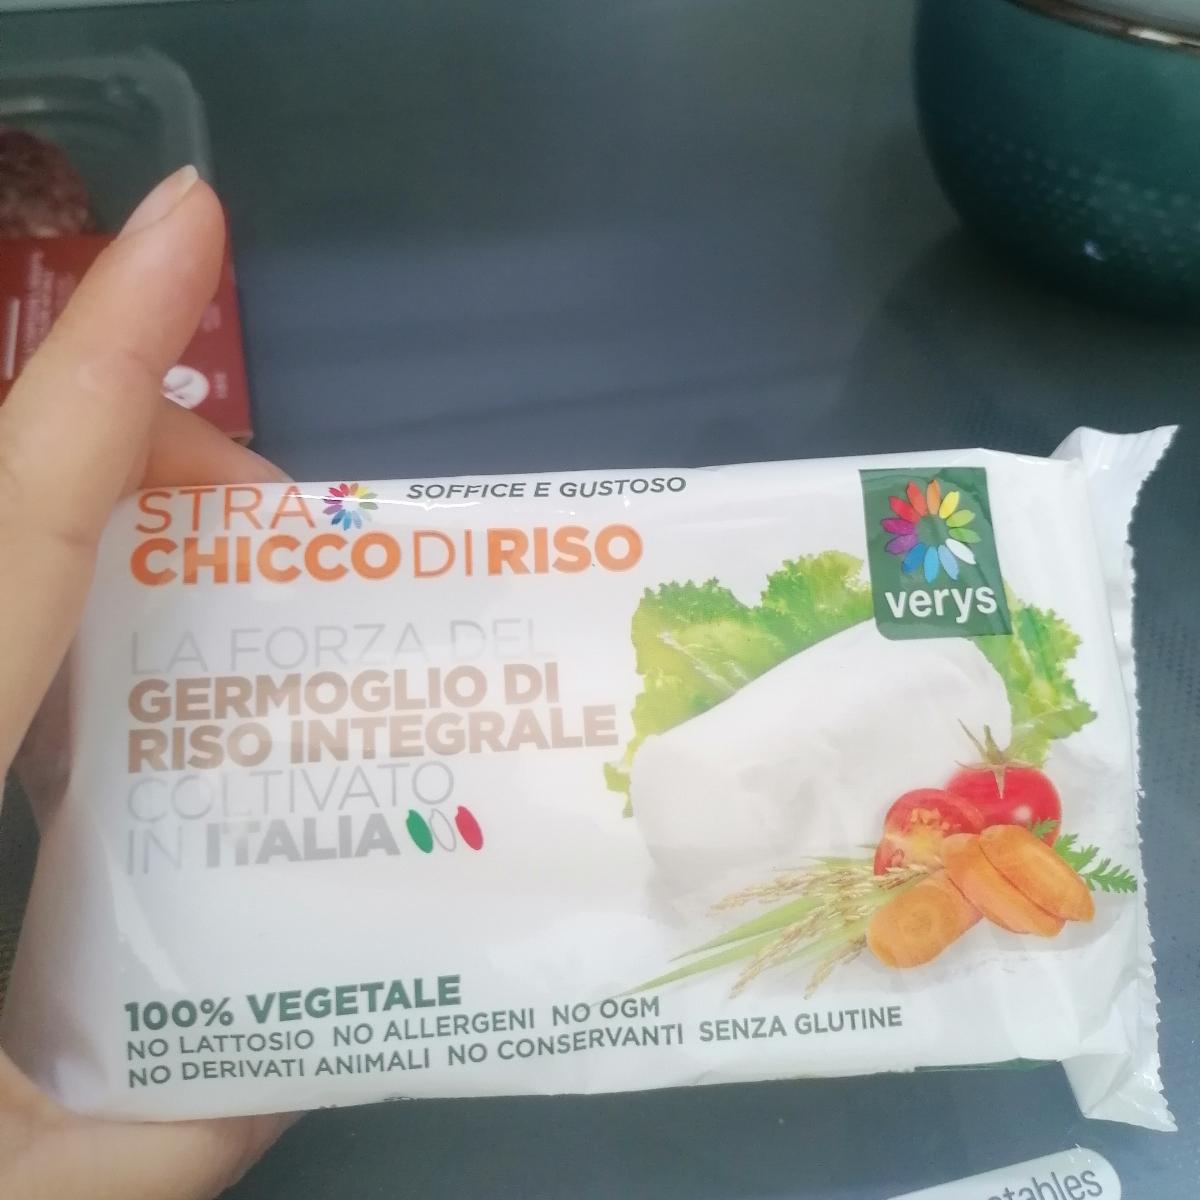 STRA
SOFFICE E GUSTOSO
CHICCO DI RISO
verys
LA FORZA DEL
GERMOGLIO DI
RISO INTEGRALE
COLTIVATO
IN ITALIA
100% VEGETALE
NO LATTOSIO NO ALLERGENI NO OGM
NO DERIVATI ANIMALI NO CONSERVANTI SENZA GLUTINE